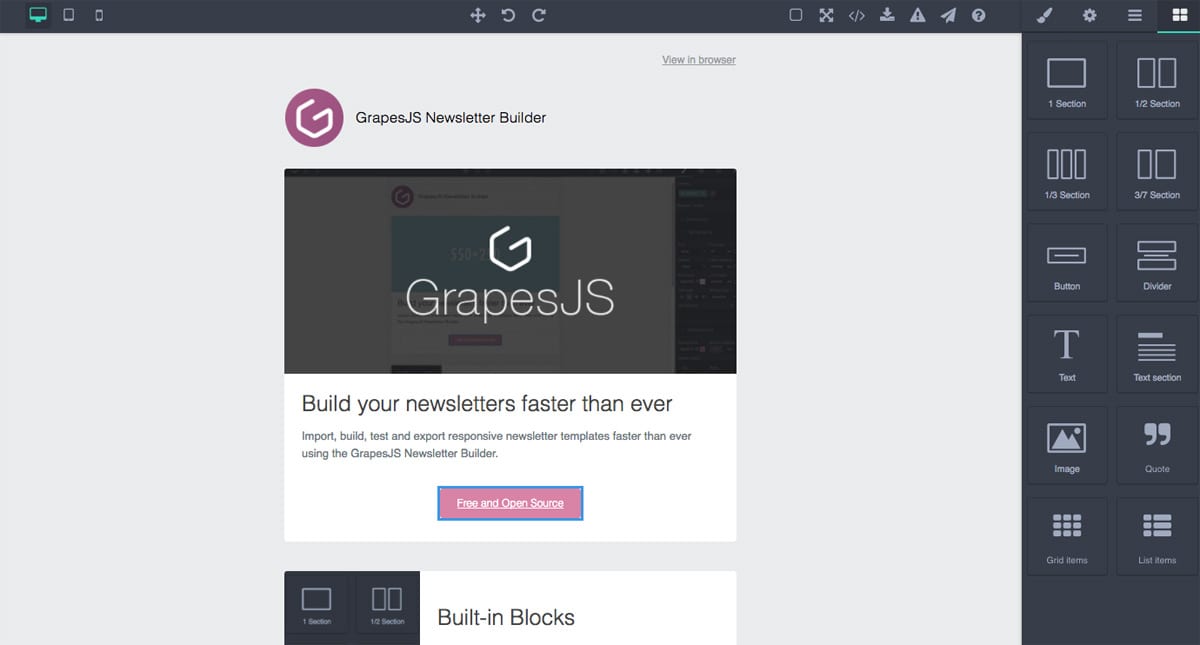 View in browser
GrapesJS Newsletter Builder
GrapesJS Newsletter Builder
GrapesJS
Build your newsletters faster than ever
Import, build, test and export responsive newsletter templates faster than ever
using the GrapesJS Newsletter Builder.
Free and Open Source
1 Section
1/2 Section
Built-in Blocks
1 Section
1/2 Section
1/3 Section
3/7 Section
Button
Divider
Text
Text section
Image
Quote
Grid items
List items